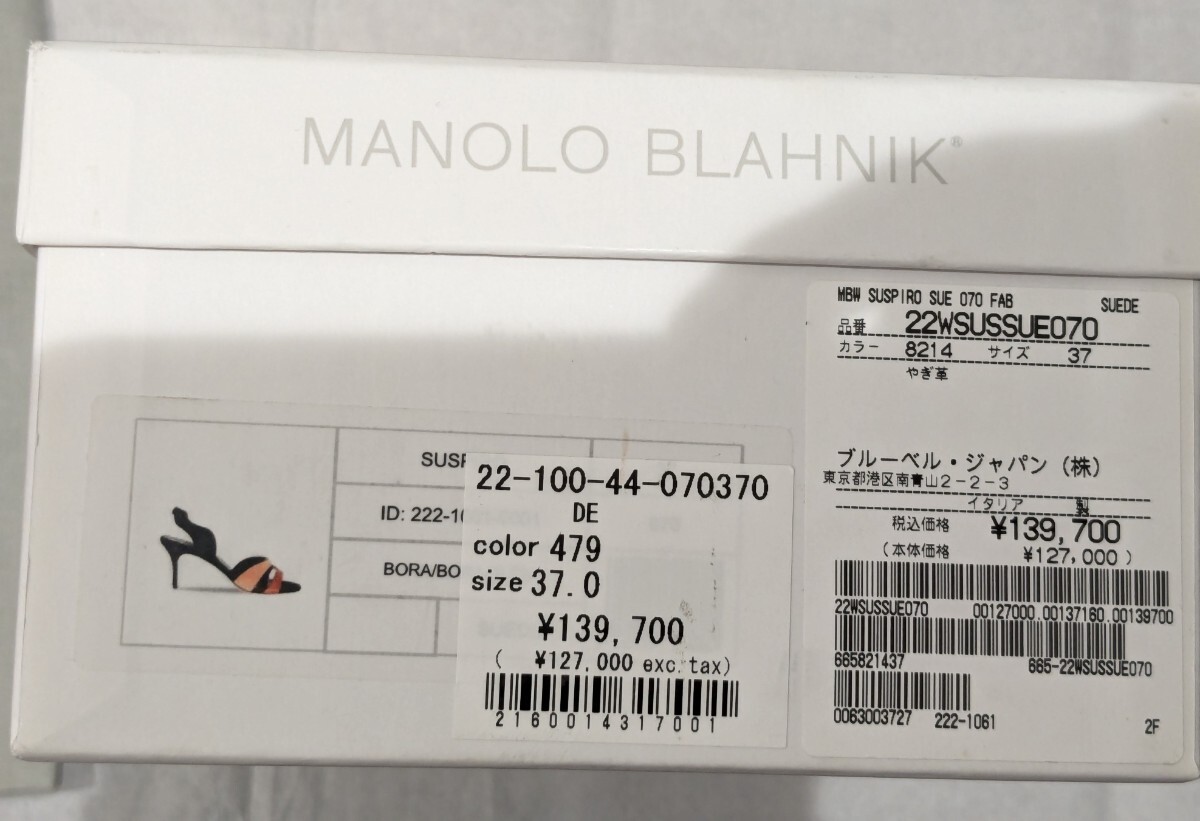 MANOLO BLAHNIK®
SUSP
ID: 222-10
BORA/BO
22-100-44-070370
DE
color 479
size 37.0
¥139,700
( ¥127,000 exc.tax)
2160014317001
MBW SUSPIRO SUE 070 FAB SUEDE
品番 22WSUSSUE070
カラー 8214 サイズ 37
やぎ革
ブルーベル・ジャパン（株）
東京都港区南青山2-2-3
イタリア 製
税込価格 ¥139,700
（本体価格 ¥127,000）
22WSUSSUE070 00127000.00137160.00139700
665821437 665-22WSUSSUE070
0063003727 222-1061 2F